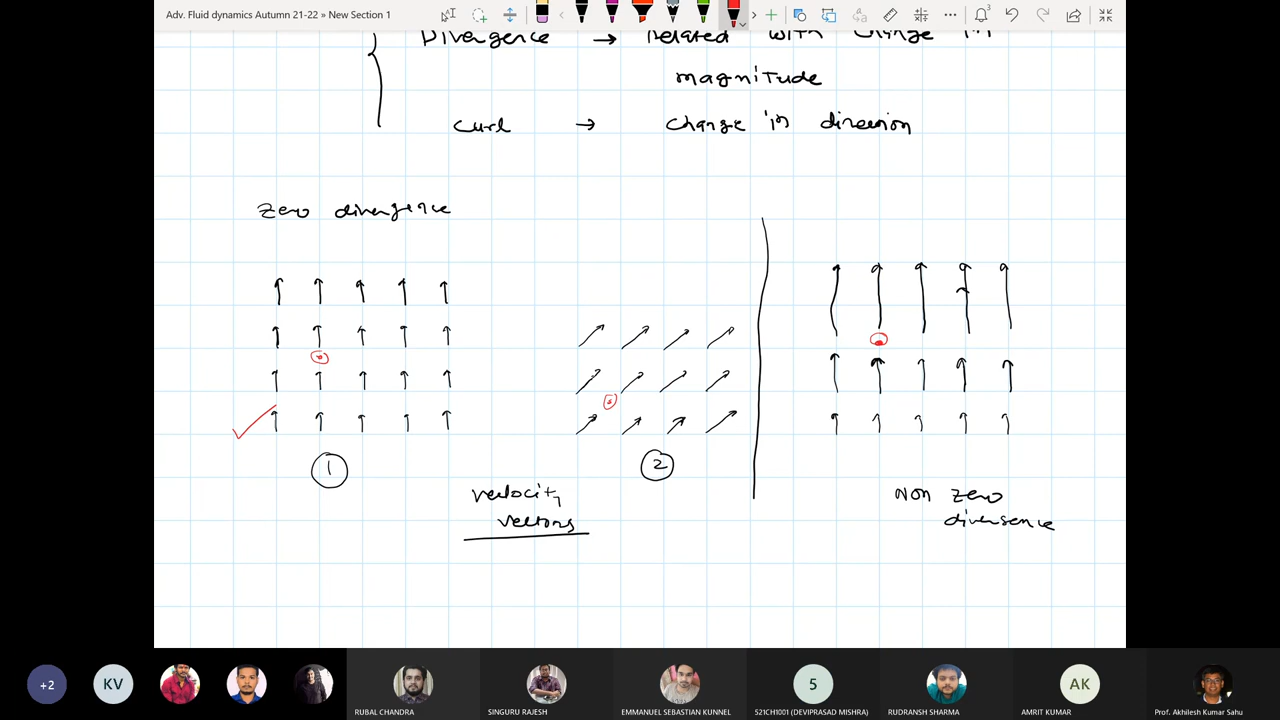 Adv. Fluid dynamics Autumn 21-22 » New Section 1
3
Divergence → Related with change in
magnitude
curl → change in direction
Zero divergence
1
2
velocity
vectors
Non zero
divergence
+2
KV
5
AK
RUBAL CHANDRA
SINGURU RAJESH
EMMANUEL SEBASTIAN KUNNEL
521CH1001 (DEVIPRASAD MISHRA)
RUDRANSH SHARMA
AMRIT KUMAR
Prof. Akhilesh Kumar Sahu